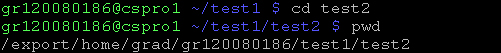 gr120080186@cspro1 ~/test1 $ cd test2
gr120080186@cspro1 ~/test1/test2 $ pwd
/export/home/grad/gr120080186/test1/test2